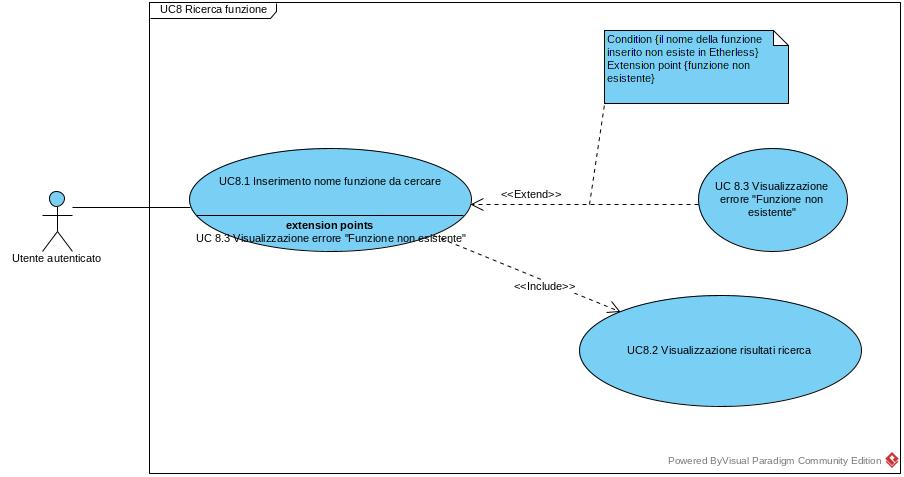 UC8 Ricerca funzione
Condition {il nome della funzione
inserito non esiste in Etherless}
Extension point {funzione non
esistente}
UC8.1 Inserimento nome funzione da cercare
extension points
UC 8.3 Visualizzazione errore "Funzione non esistente"
<<Extend>>
UC 8.3 Visualizzazione
errore "Funzione non
esistente"
Utente autenticato
<<Include>>
UC8.2 Visualizzazione risultati ricerca
Powered ByVisual Paradigm Community Edition